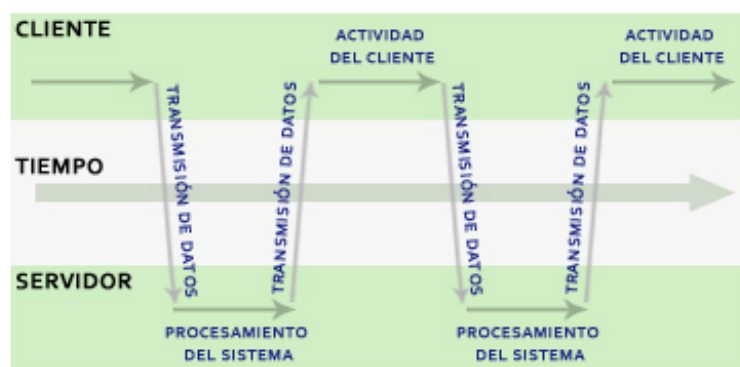 CLIENTE
ACTIVIDAD
DEL CLIENTE
ACTIVIDAD
DEL CLIENTE
TRANSMISIÓN DE DATOS
TRANSMISIÓN DE DATOS
TRANSMISIÓN DE DATOS
TRANSMISIÓN DE DATOS
TIEMPO
SERVIDOR
PROCESAMIENTO
DEL SISTEMA
PROCESAMIENTO
DEL SISTEMA